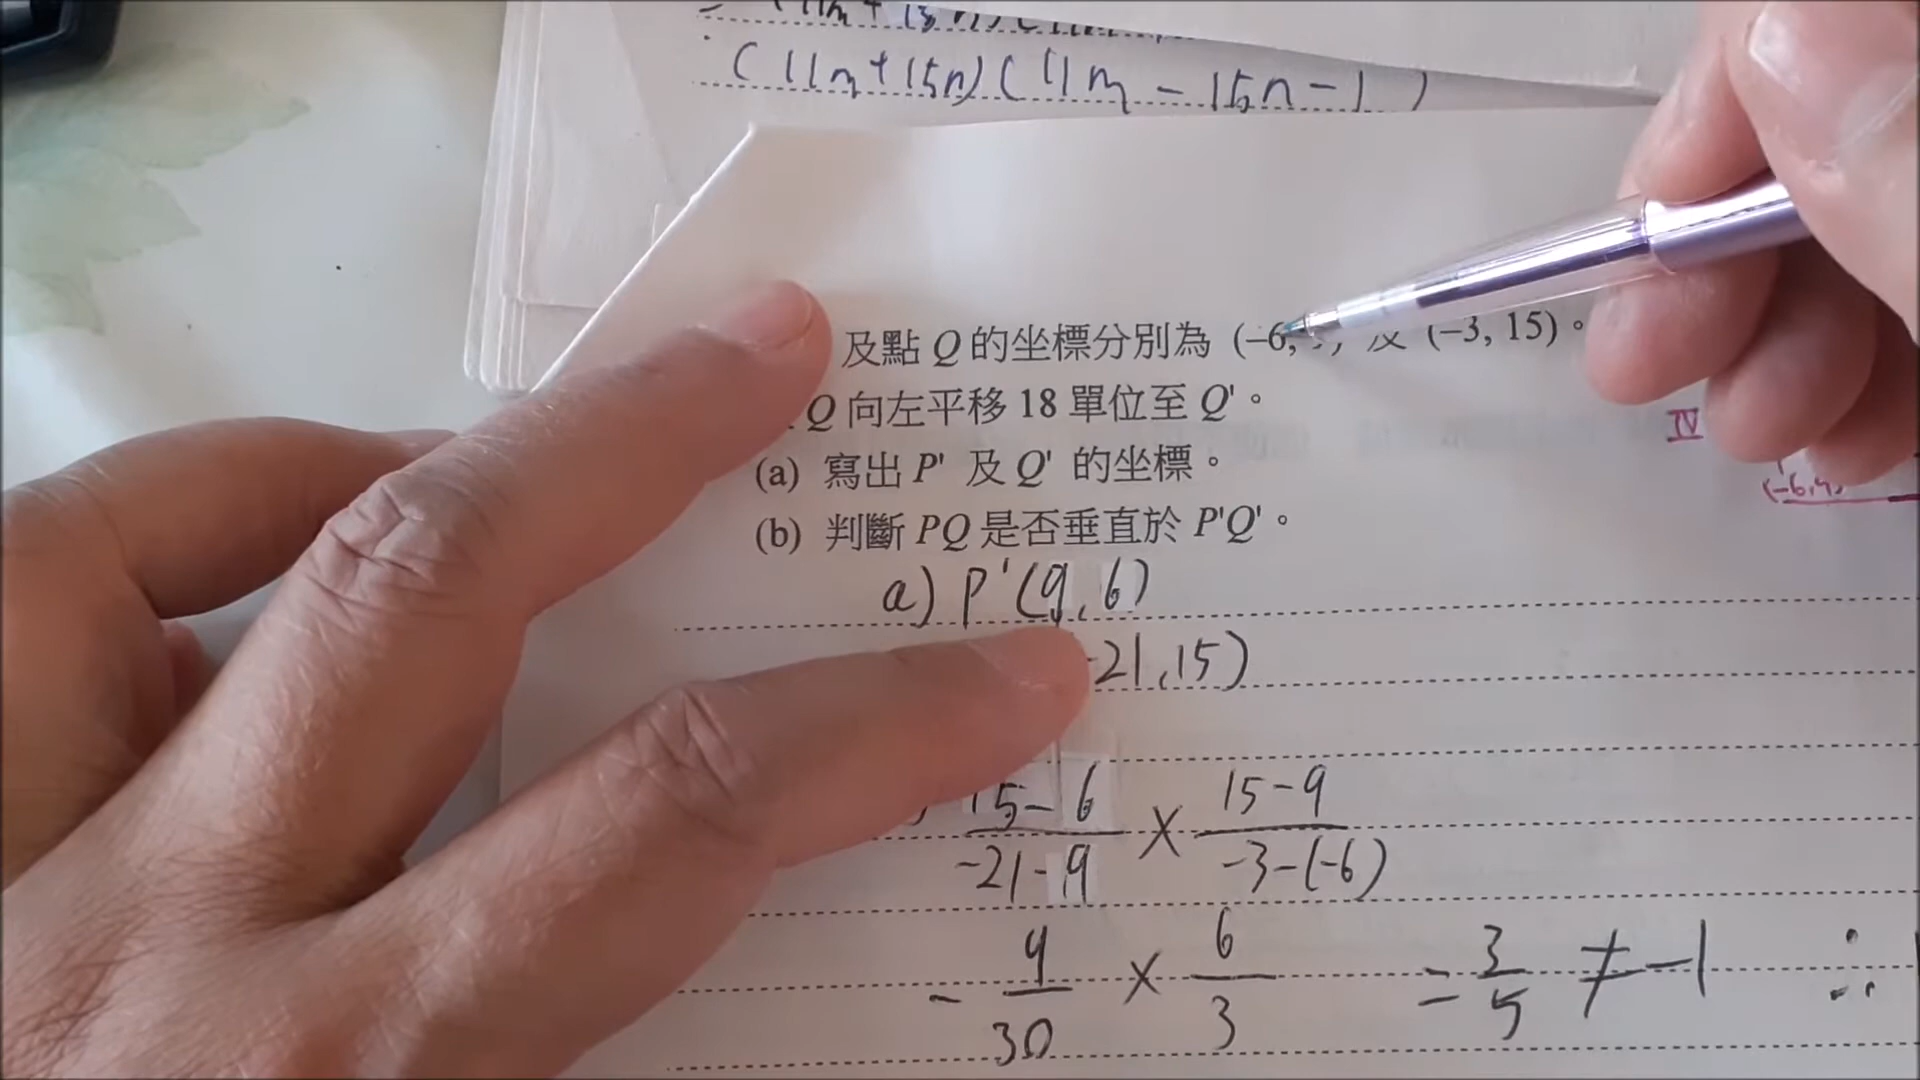 (11m + 15n) (11m - 15n - 1 )
及點 Q 的坐標分別為 (–6, 及 (–3, 15)。
Q 向左平移 18 單位至 Q'。
IV
(a) 寫出 P' 及 Q' 的坐標。
(-6,9)
(b) 判斷 PQ 是否垂直於 P'Q'。
a) P'(9,6)
-21,15)
15-6 × 15-9
-21-9 -3-(-6)
- 9 × 6 = 3 ≠ -1 ∴
30 3 5